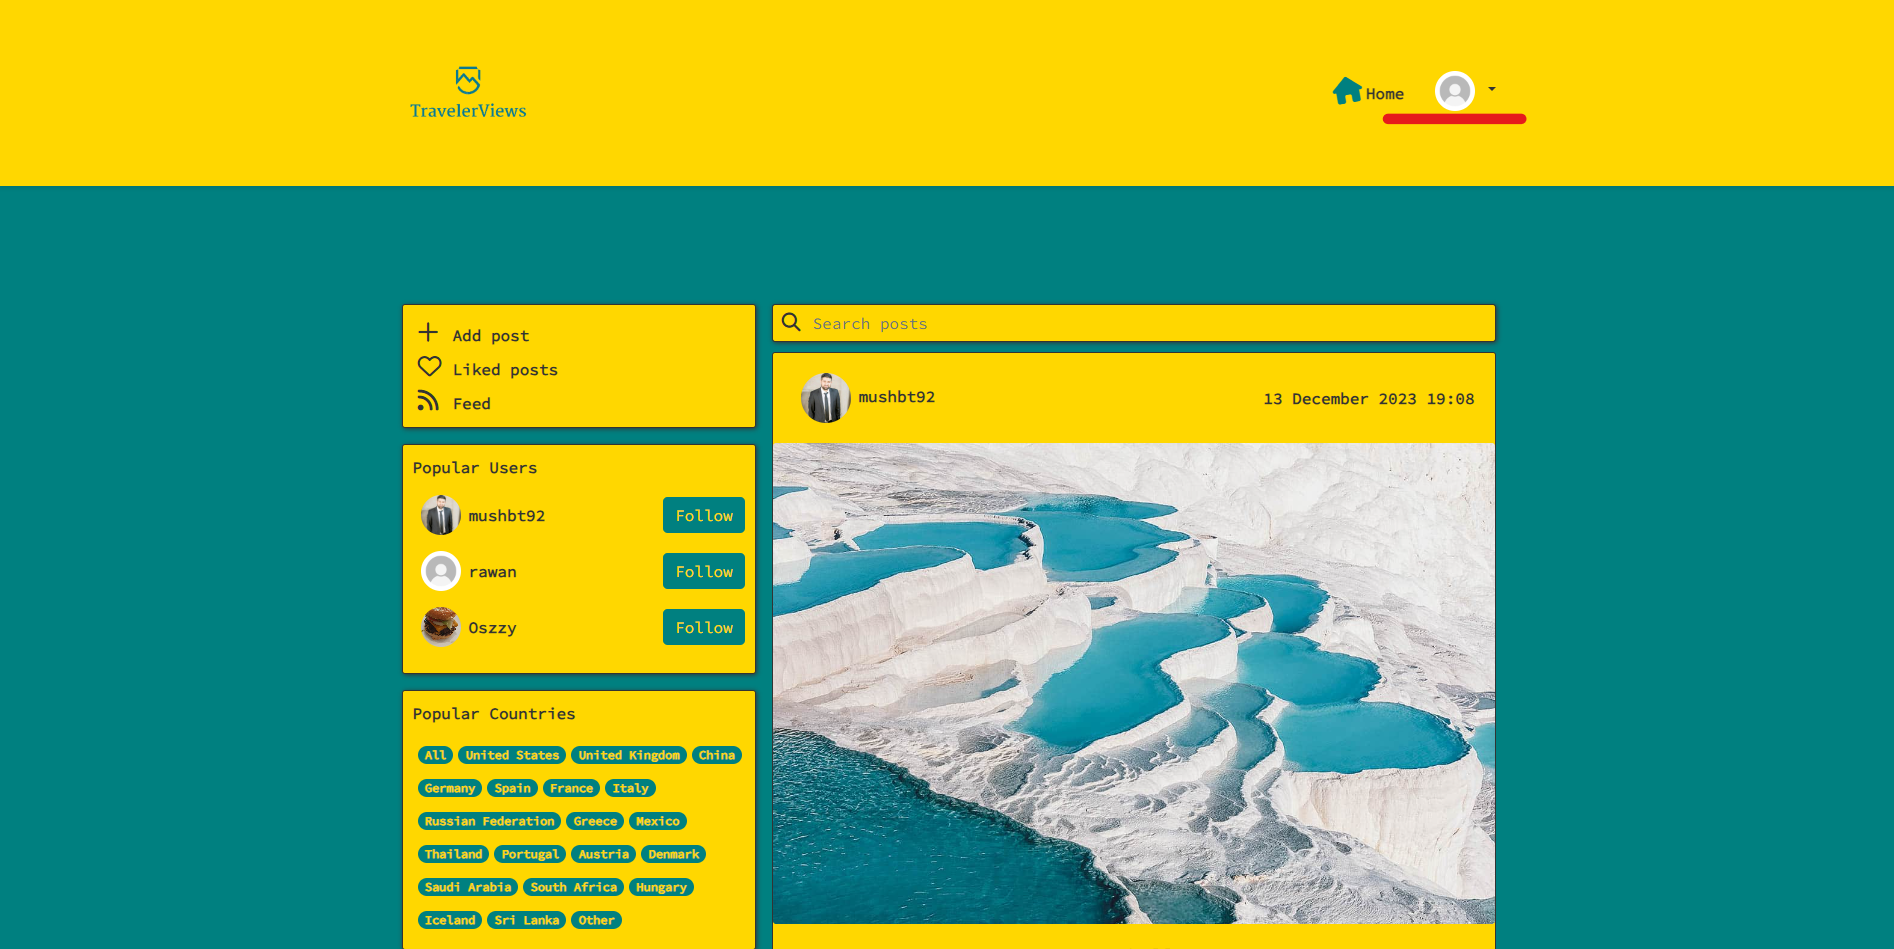 TravelerViews
Home
Add post
Liked posts
Feed
Search posts
mushbt92
13 December 2023 19:08
Popular Users
mushbt92 Follow
rawan Follow
Oszzy Follow
Popular Countries
All United States United Kingdom China
Germany Spain France Italy
Russian Federation Greece Mexico
Thailand Portugal Austria Denmark
Saudi Arabia South Africa Hungary
Iceland Sri Lanka Other